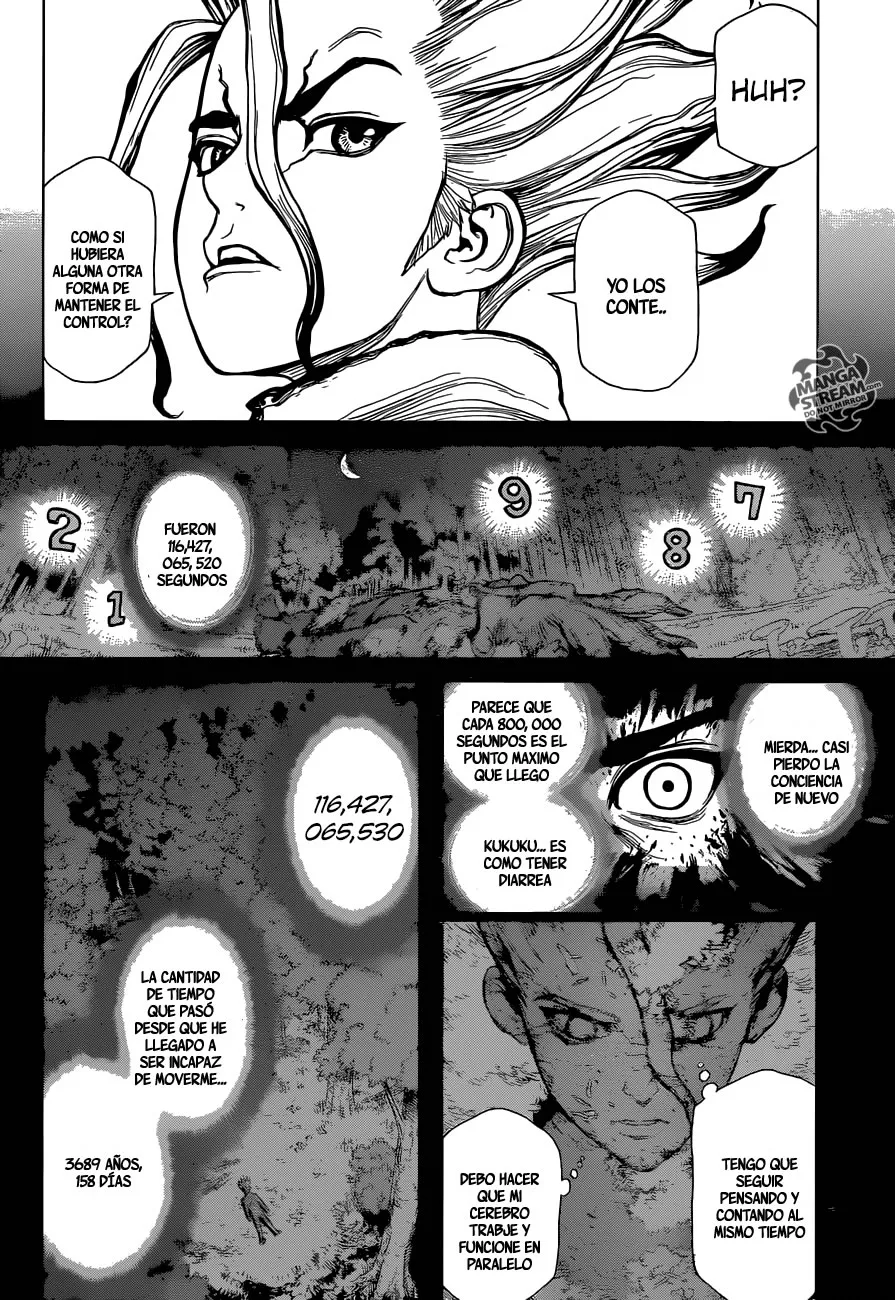 HUH?
YO LOS
CONTE..
COMO SI
HUBIERA
ALGUNA OTRA
FORMA DE
MANTENER EL
CONTROL?
MANGA
STREAM.com
DO NOT MIRROR
7
8
9
FUERON
116,427,
065, 520
SEGUNDOS
1
2
MIERDA... CASI
PIERDO LA
CONCIENCIA
DE NUEVO
PARECE QUE
CADA 800, 000
SEGUNDOS ES EL
PUNTO MAXIMO
QUE LLEGO
KUKUKU... ES
COMO TENER
DIARREA
TENGO QUE
SEGUIR
PENSANDO Y
CONTANDO AL
MISMO TIEMPO
DEBO HACER
QUE MI
CEREBRO
TRABJE Y
FUNCIONE EN
PARALELO
116,427,
065,530
LA CANTIDAD
DE TIEMPO
QUE PASÓ
DESDE QUE HE
LLEGADO A
SER INCAPAZ
DE MOVERME...
3689 AÑOS,
158 DÍAS